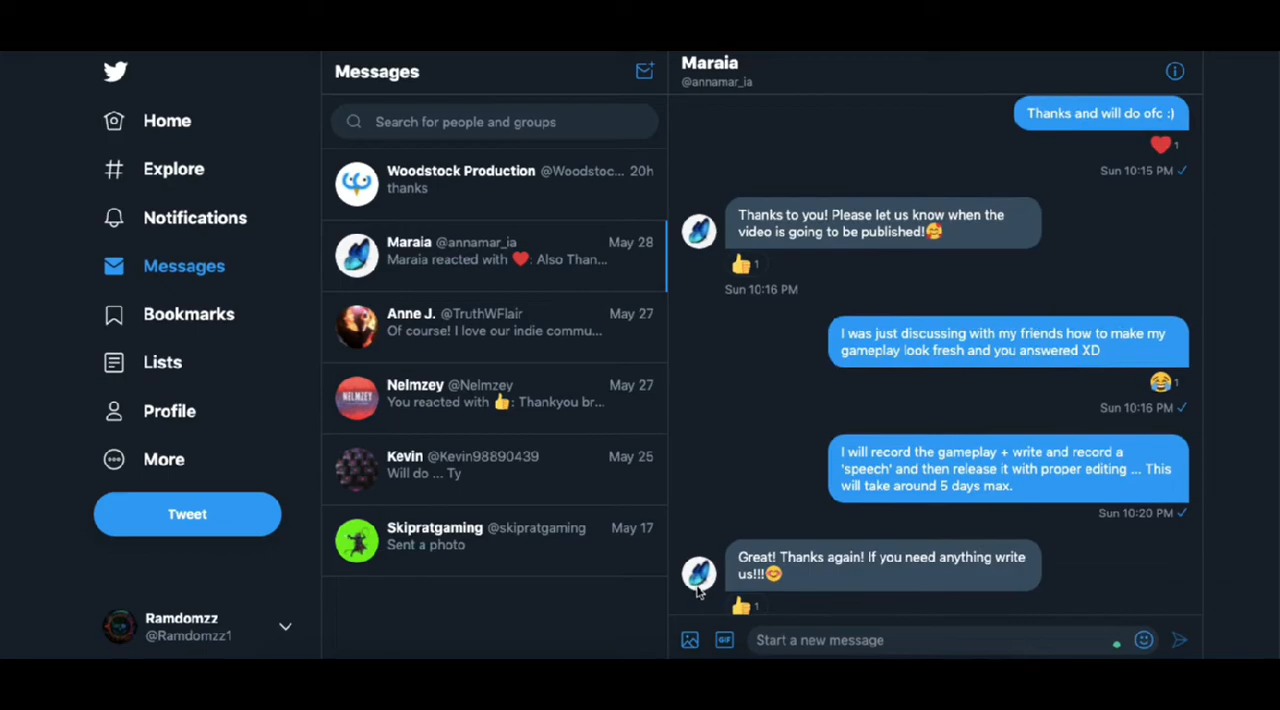 Home
Explore
Notifications
Messages
Bookmarks
Lists
Profile
More
Tweet
Ramdomzz
@Ramdomzz1
Messages
Search for people and groups
Woodstock Production @Woodstoc... 20h
thanks
Maraia @annamar_ia May 28
Maraia reacted with ❤️: Also Than...
Anne J. @TruthWFlair May 27
Of course! I love our indie commu...
NELMZEY
Nelmzey @Nelmzey May 27
You reacted with 👍: Thankyou br...
Kevin @Kevin98890439 May 25
Will do ... Ty
Skipratgaming @skipratgaming May 17
Sent a photo
Maraia
@annamar_ia
Thanks and will do ofc :)
❤️ 1
Sun 10:15 PM ✓
Thanks to you! Please let us know when the
video is going to be published!🥰
👍 1
Sun 10:16 PM
I was just discussing with my friends how to make my
gameplay look fresh and you answered XD
😂 1
Sun 10:16 PM ✓
I will record the gameplay + write and record a
'speech' and then release it with proper editing ... This
will take around 5 days max.
Sun 10:20 PM ✓
Great! Thanks again! If you need anything write
us!!!😊
👍 1
GIF
Start a new message